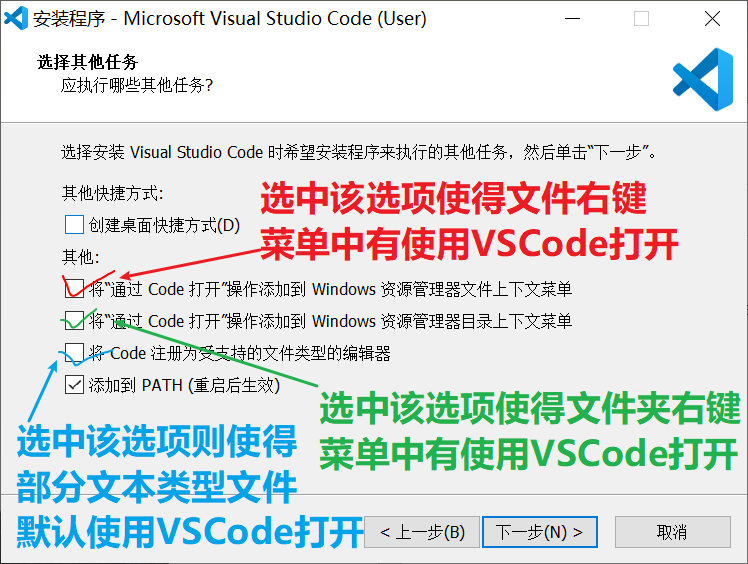 安装程序 - Microsoft Visual Studio Code (User)
选择其他任务
应执行哪些其他任务?
选择安装 Visual Studio Code 时希望安装程序来执行的其他任务，然后单击“下一步”。
其他快捷方式:
选中该选项使得文件右键
菜单中有使用VSCode打开
创建桌面快捷方式(D)
其他:
将“通过 Code 打开”操作添加到 Windows 资源管理器文件上下文菜单
将“通过 Code 打开”操作添加到 Windows 资源管理器目录上下文菜单
将 Code 注册为受支持的文件类型的编辑器
添加到 PATH (重启后生效)
选中该选项使得文件夹右键
菜单中有使用VSCode打开
选中该选项则使得
部分文本类型文件
默认使用VSCode打开
< 上一步(B)
下一步(N) >
取消